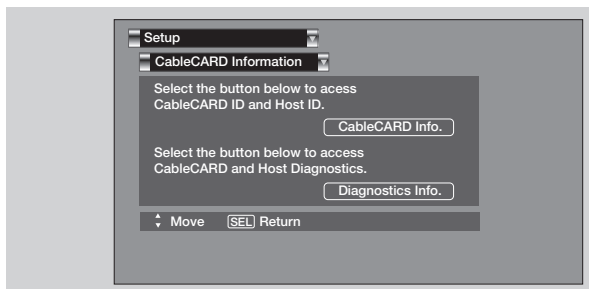 Setup
CableCARD Information
Select the button below to acess
CableCARD ID and Host ID.
CableCARD Info.
Select the button below to access
CableCARD and Host Diagnostics.
Diagnostics Info.
Move SEL Return